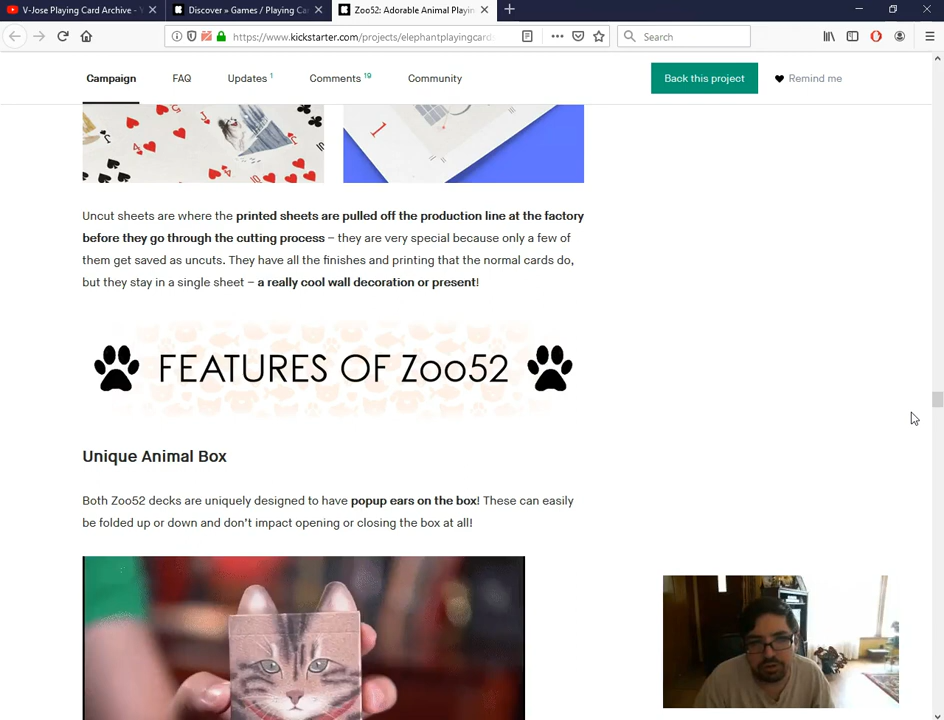 V-Jose Playing Card Archive - Y
Discover » Games / Playing Ca
Zoo52: Adorable Animal Playin
https://www.kickstarter.com/projects/elephantplayingcard
Search
Campaign
FAQ
Updates 1
Comments 19
Community
Back this project
Remind me
Uncut sheets are where the printed sheets are pulled off the production line at the factory
before they go through the cutting process – they are very special because only a few of
them get saved as uncuts. They have all the finishes and printing that the normal cards do,
but they stay in a single sheet – a really cool wall decoration or present!
FEATURES OF Zoo52
Unique Animal Box
Both Zoo52 decks are uniquely designed to have popup ears on the box! These can easily
be folded up or down and don't impact opening or closing the box at all!